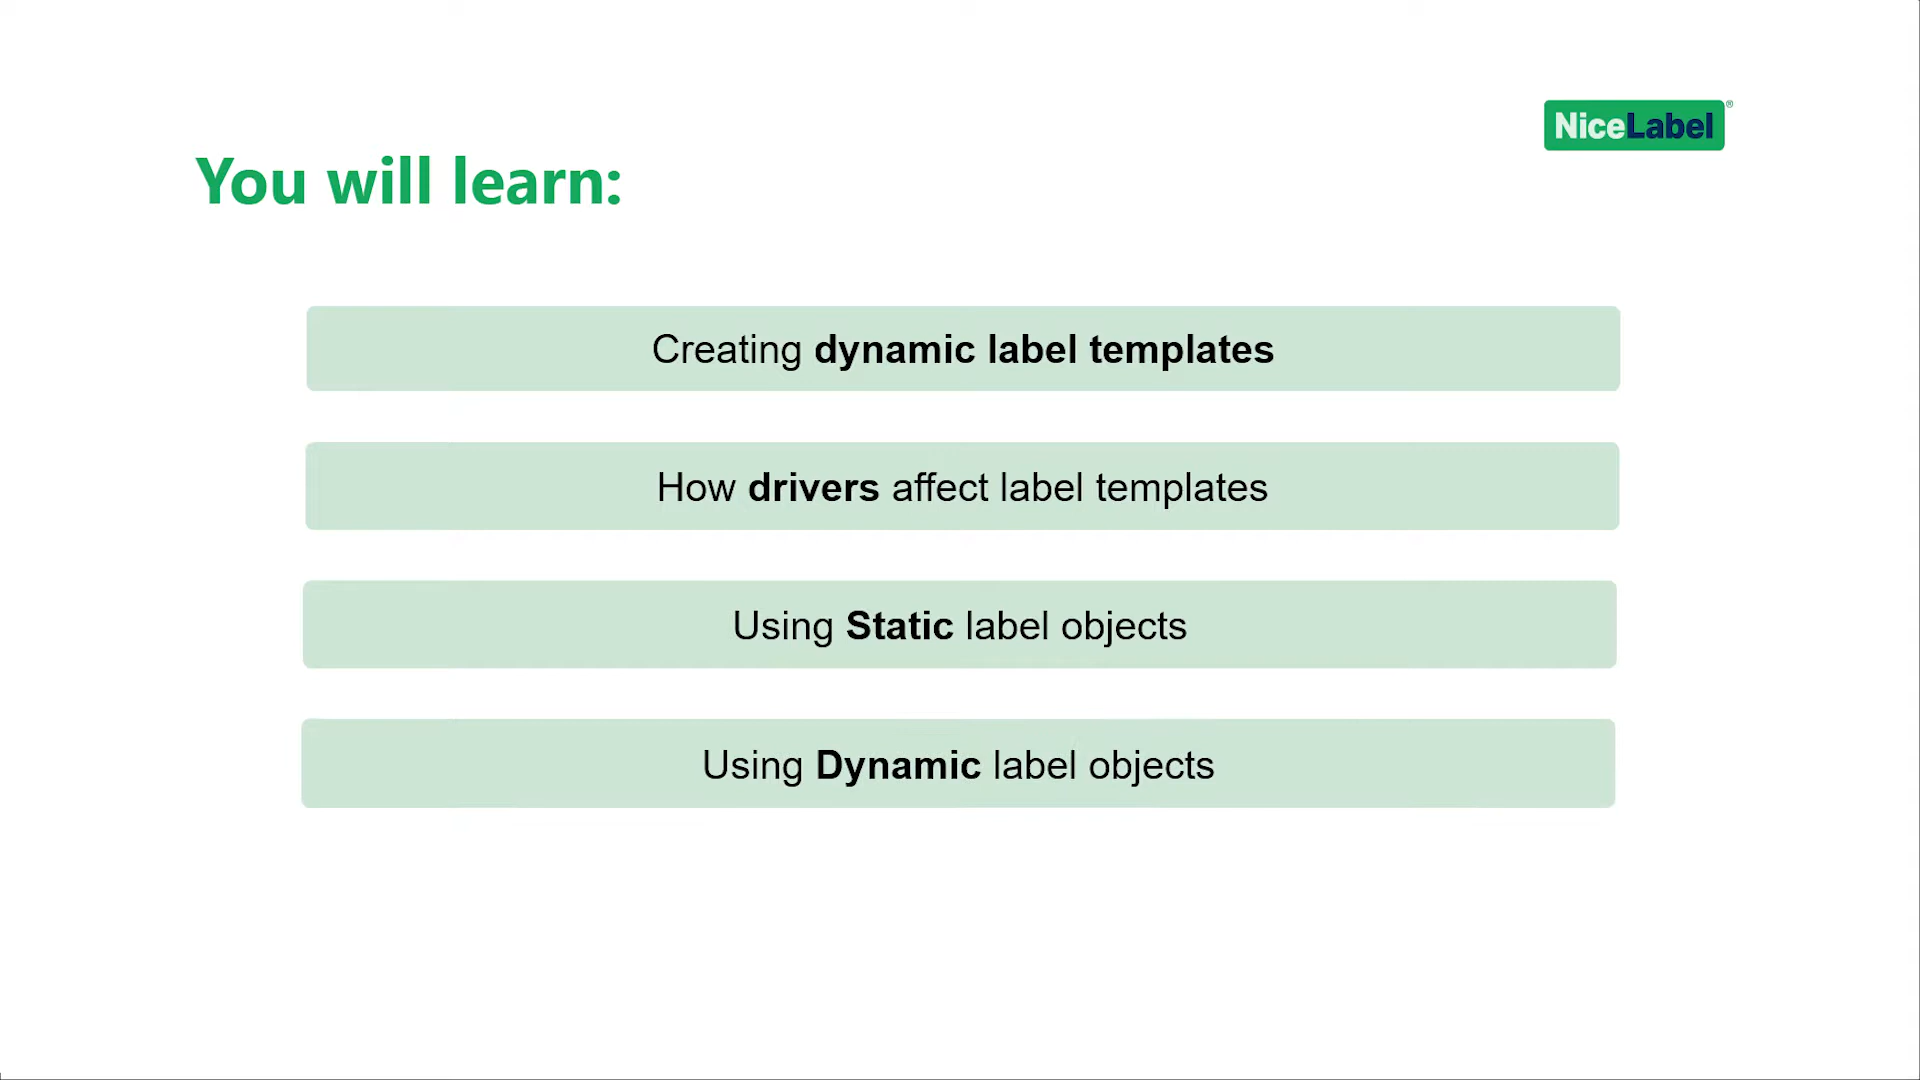 NiceLabel®
You will learn:
Creating dynamic label templates
How drivers affect label templates
Using Static label objects
Using Dynamic label objects